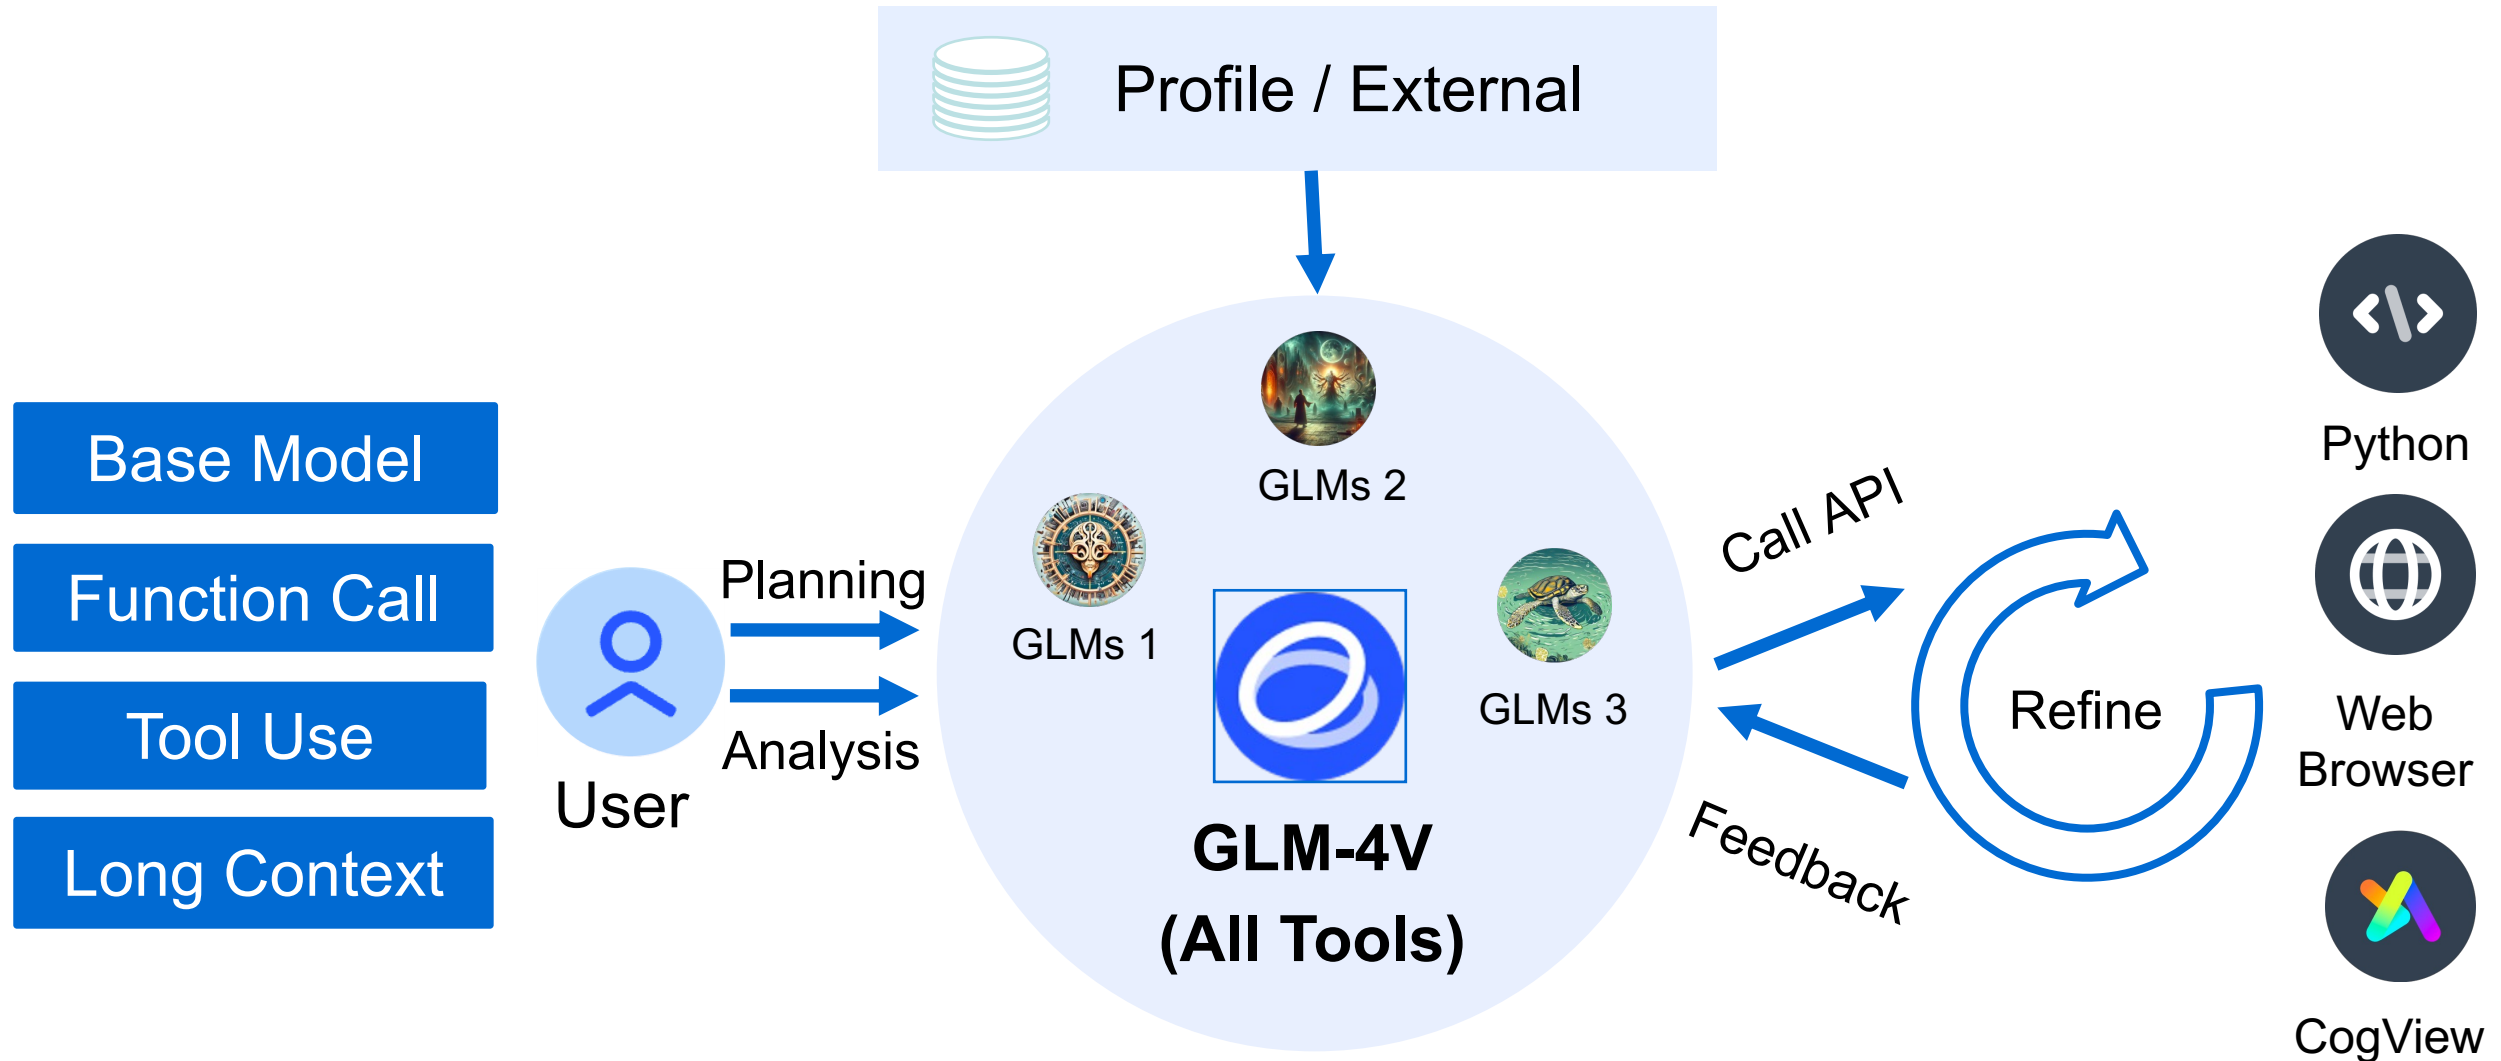 Profile / External
Base Model
Function Call
Tool Use
Long Context
User
Planning
Analysis
GLMs 1
GLMs 2
GLMs 3
GLM-4V
(All Tools)
Call API
Feedback
Refine
Python
Web
Browser
CogView